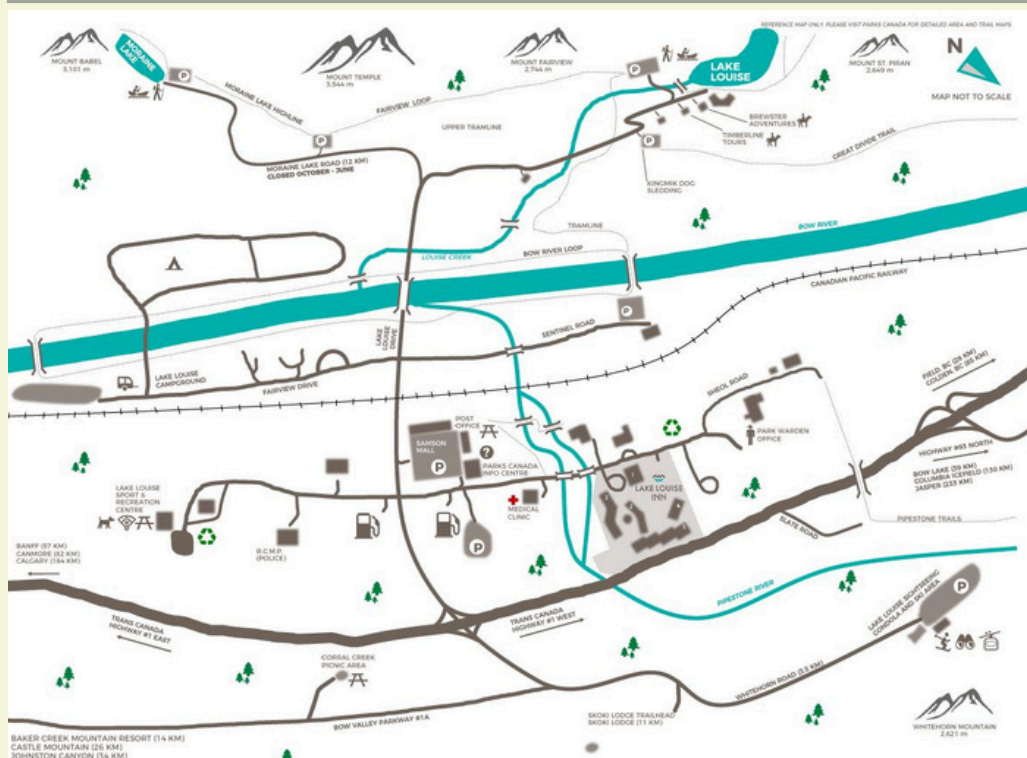 REFERENCE MAP ONLY. PLEASE VISIT PARKS CANADA FOR DETAILED AREA AND TRAIL MAPS.
MOUNT BABEL
3,101 m
MORAINE
LAKE
P
MOUNT TEMPLE
3,544 m
MOUNT FAIRVIEW
2,744 m
P
LAKE
LOUISE
MOUNT ST. PIRAN
2,649 m
N
MAP NOT TO SCALE
MORAINE LAKE HIGHLINE
FAIRVIEW LOOP
UPPER TRAMLINE
BREWSTER
ADVENTURES
TIMBERLINE
TOURS
GREAT DIVIDE TRAIL
P
P
MORAINE LAKE ROAD (12 KM)
CLOSED OCTOBER - JUNE
KINGMIK DOG
SLEDDING
TRAMLINE
BOW RIVER
LOUISE CREEK
BOW RIVER LOOP
CANADIAN PACIFIC RAILWAY
P
LAKE
LOUISE
DRIVE
SENTINEL ROAD
LAKE LOUISE
CAMPGROUND
FAIRVIEW DRIVE
FIELD, BC (28 KM)
GOLDEN, BC (85 KM)
SHEOL ROAD
POST
OFFICE
SAMSON
MALL
P
?
PARKS CANADA
INFO CENTRE
PARK WARDEN
OFFICE
HIGHWAY #93 NORTH
BOW LAKE (39 KM)
COLUMBIA ICEFIELD (130 KM)
JASPER (233 KM)
LAKE LOUISE
SPORT &
RECREATION
CENTRE
LAKE LOUISE
INN
MEDICAL
CLINIC
PIPESTONE TRAILS
SLATE ROAD
BANFF (57 KM)
CANMORE (82 KM)
CALGARY (184 KM)
R.C.M.P.
(POLICE)
P
PIPESTONE RIVER
LAKE LOUISE SIGHTSEEING
GONDOLA AND SKI AREA
P
TRANS CANADA
HIGHWAY #1 EAST
TRANS CANADA
HIGHWAY #1 WEST
CORRAL CREEK
PICNIC AREA
WHITEHORN ROAD (3.5 KM)
BOW VALLEY PARKWAY #1A
SKOKI LODGE TRAILHEAD
SKOKI LODGE (11 KM)
WHITEHORN MOUNTAIN
2,621 m
BAKER CREEK MOUNTAIN RESORT (14 KM)
CASTLE MOUNTAIN (26 KM)
JOHNSTON CANYON (34 KM)